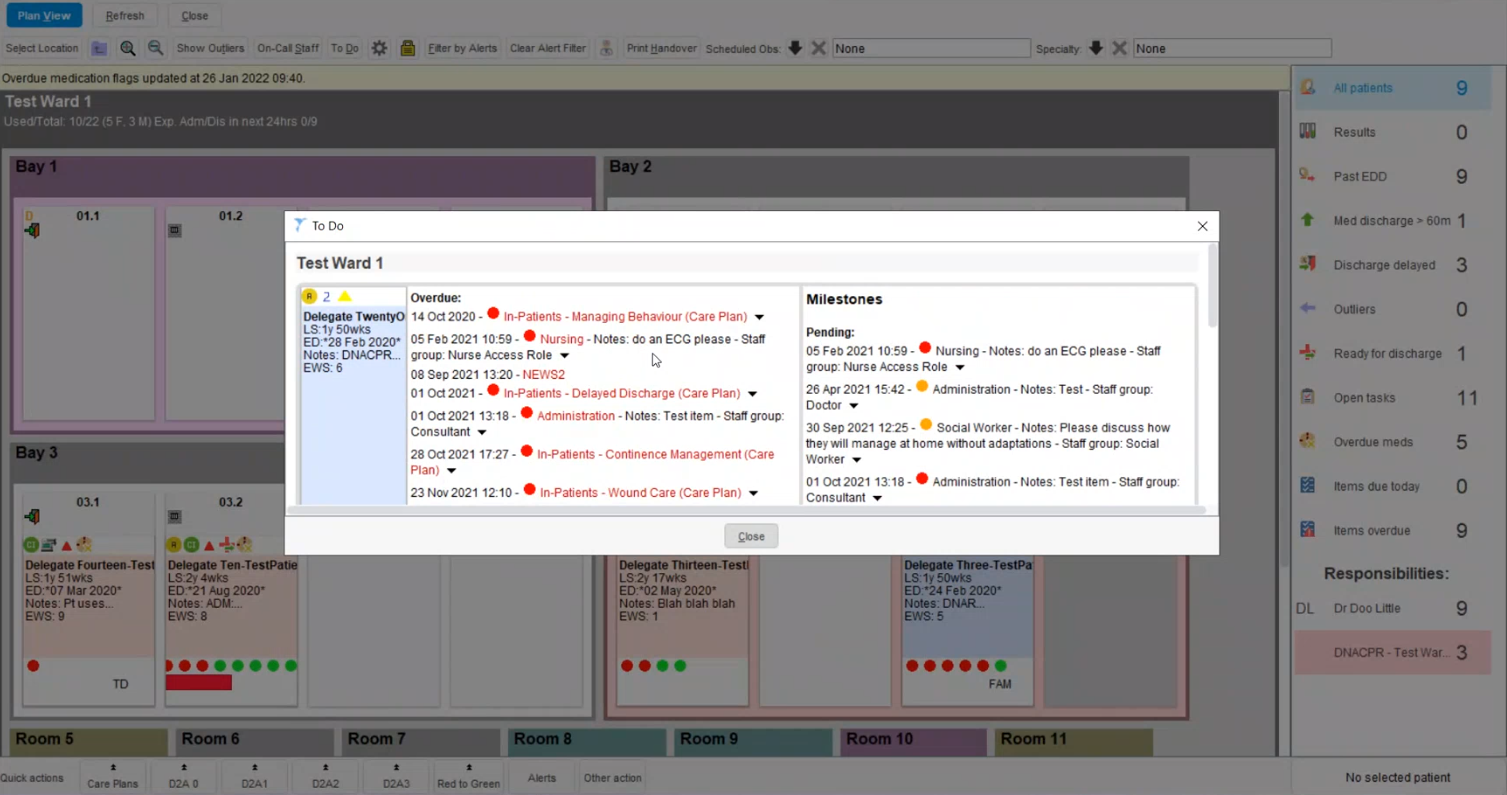 Plan View Refresh Close
Select Location Show Outliers On-Call Staff To Do Filter by Alerts Clear Alert Filter Print Handover Scheduled Obs: None Specialty: None
Overdue medication flags updated at 26 Jan 2022 09:40.
Test Ward 1
Used/Total: 10/22 (5 F. 3 M) Exp. Adm/Dis in next 24hrs 0/9
Bay 1
D 01.1
01.2
Bay 2
To Do
Test Ward 1
R 2
Delegate TwentyO
LS:1y 50wks
ED:*28 Feb 2020*
Notes: DNACPR...
EWS: 6
Overdue:
14 Oct 2020 - In-Patients - Managing Behaviour (Care Plan)
05 Feb 2021 10:59 - Nursing - Notes: do an ECG please - Staff
group: Nurse Access Role
08 Sep 2021 13:20 - NEWS2
01 Oct 2021 - In-Patients - Delayed Discharge (Care Plan)
01 Oct 2021 13:18 - Administration - Notes: Test item - Staff group:
Consultant
28 Oct 2021 17:27 - In-Patients - Continence Management (Care
Plan)
23 Nov 2021 12:10 - In-Patients - Wound Care (Care Plan)
Milestones
Pending:
05 Feb 2021 10:59 - Nursing - Notes: do an ECG please - Staff
group: Nurse Access Role
26 Apr 2021 15:42 - Administration - Notes: Test - Staff group:
Doctor
30 Sep 2021 12:25 - Social Worker - Notes: Please discuss how
they will manage at home without adaptations - Staff group: Social
Worker
01 Oct 2021 13:18 - Administration - Notes: Test item - Staff group:
Consultant
Close
Bay 3
03.1
CI
Delegate Fourteen-Test
LS:1y 51wks
ED:*07 Mar 2020*
Notes: Pt uses...
EWS: 9
TD
03.2
R CI
Delegate Ten-TestPatie
LS:2y 4wks
ED:*21 Aug 2020*
Notes: ADM:...
EWS: 8
Delegate Thirteen-Test
LS:2y 17wks
ED:*02 May 2020*
Notes: Blah blah blah
EWS: 1
Delegate Three-TestPa
LS:1y 50wks
ED:*24 Feb 2020*
Notes: DNAR...
EWS: 5
FAM
Room 5 Room 6 Room 7 Room 8 Room 9 Room 10 Room 11
Quick actions Care Plans D2A 0 D2A1 D2A2 D2A3 Red to Green Alerts Other action
All patients 9
Results 0
Past EDD 9
Med discharge > 60m 1
Discharge delayed 3
Outliers 0
Ready for discharge 1
Open tasks 11
Overdue meds 5
Items due today 0
Items overdue 9
Responsibilities:
DL Dr Doo Little 9
DNACPR - Test War... 3
No selected patient